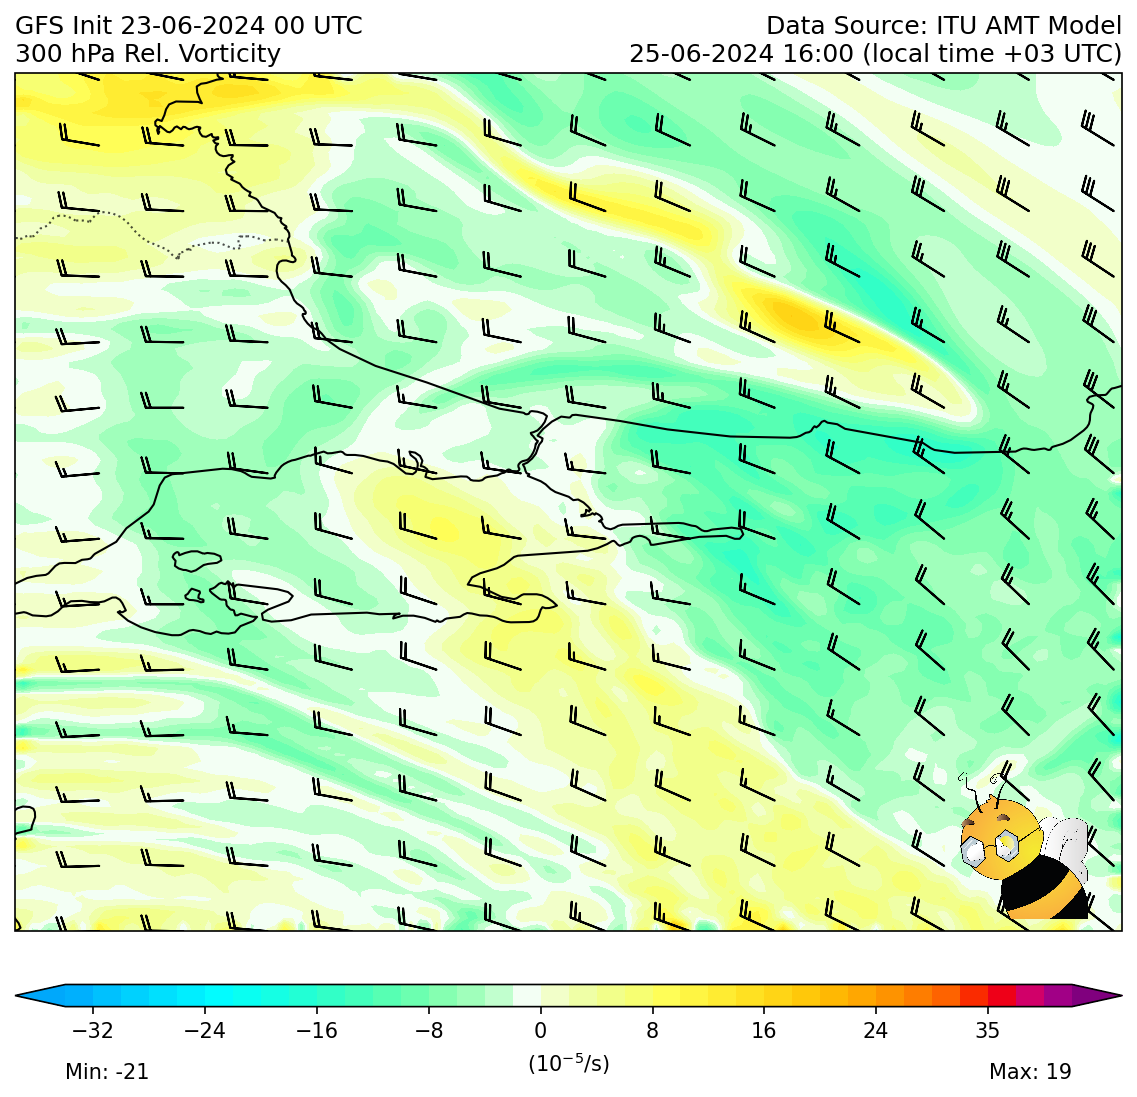 GFS Init 23-06-2024 00 UTC
Data Source: ITU AMT Model
300 hPa Rel. Vorticity
25-06-2024 16:00 (local time +03 UTC)
−32 −24 −16 −8 0 8 16 24 35
(10⁻⁵/s)
Min: -21
Max: 19